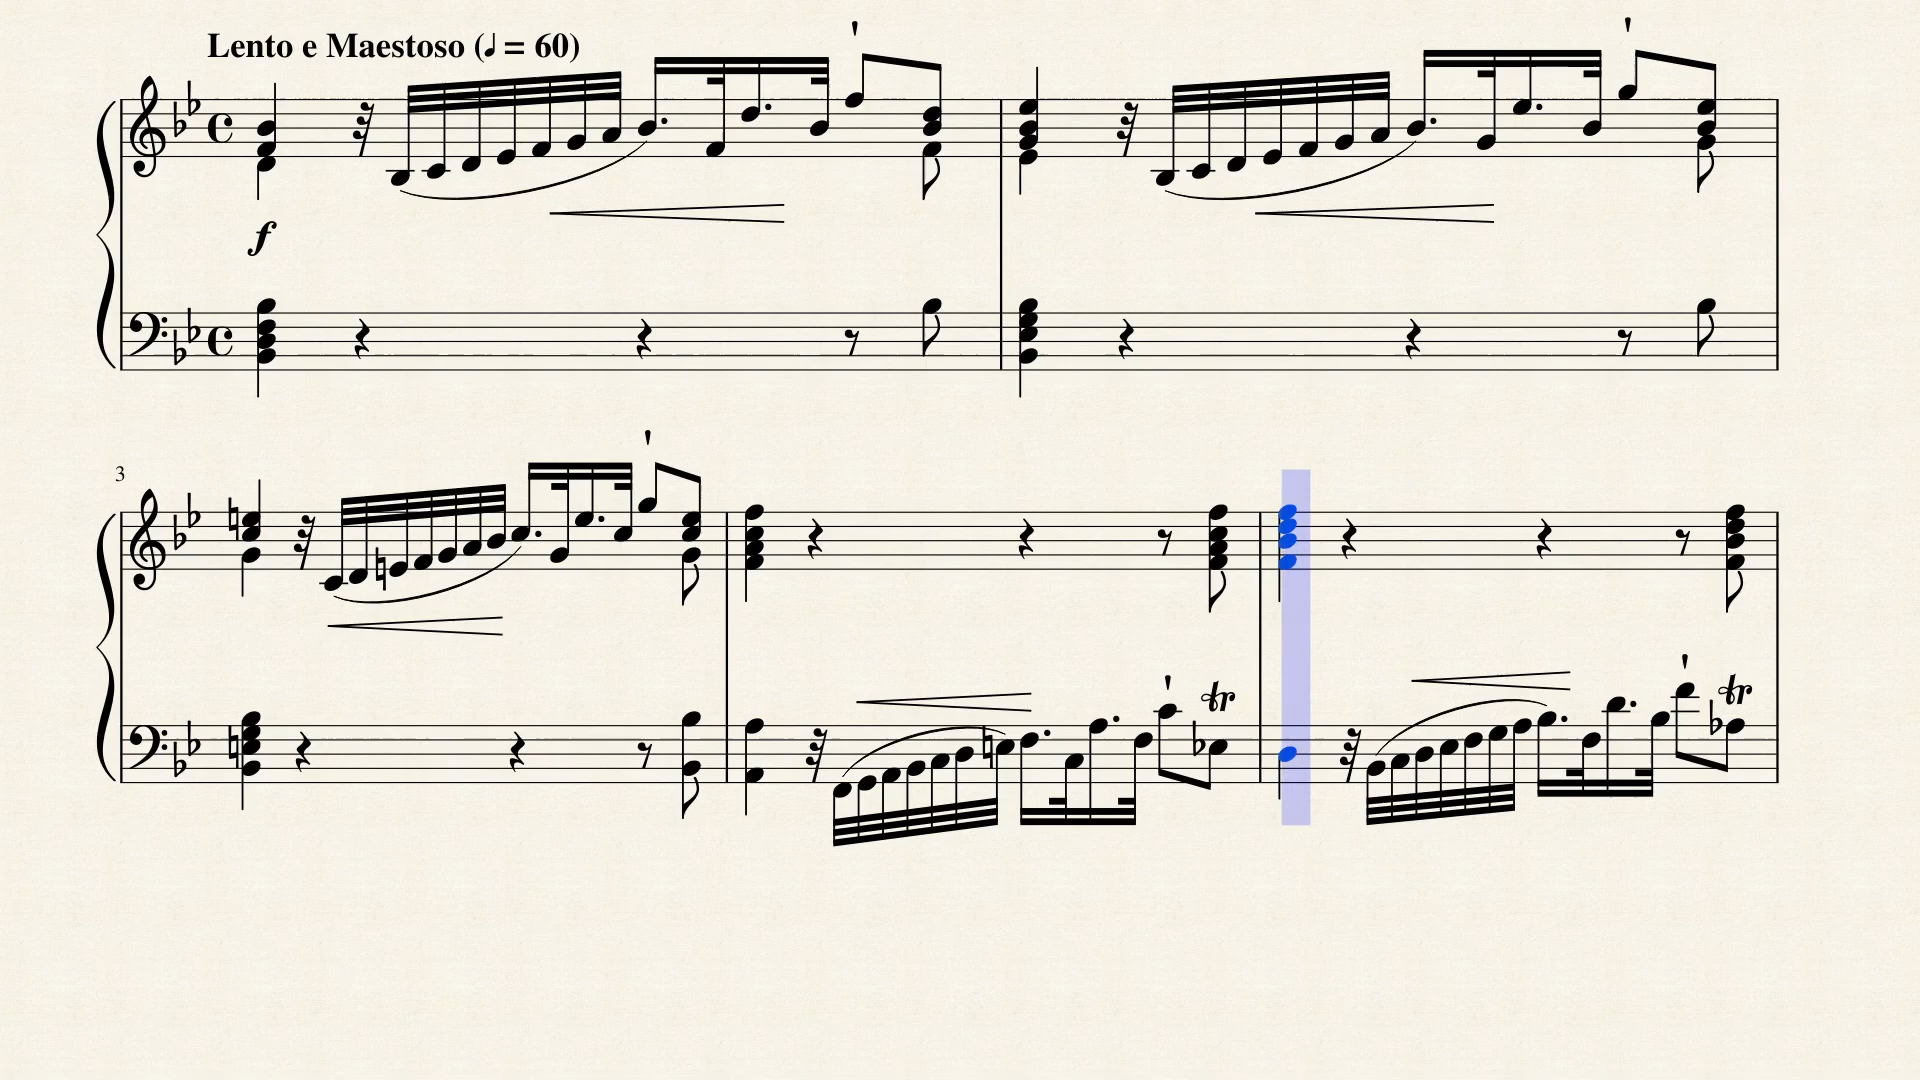 Lento e Maestoso (♩ = 60)
f
3
tr tr